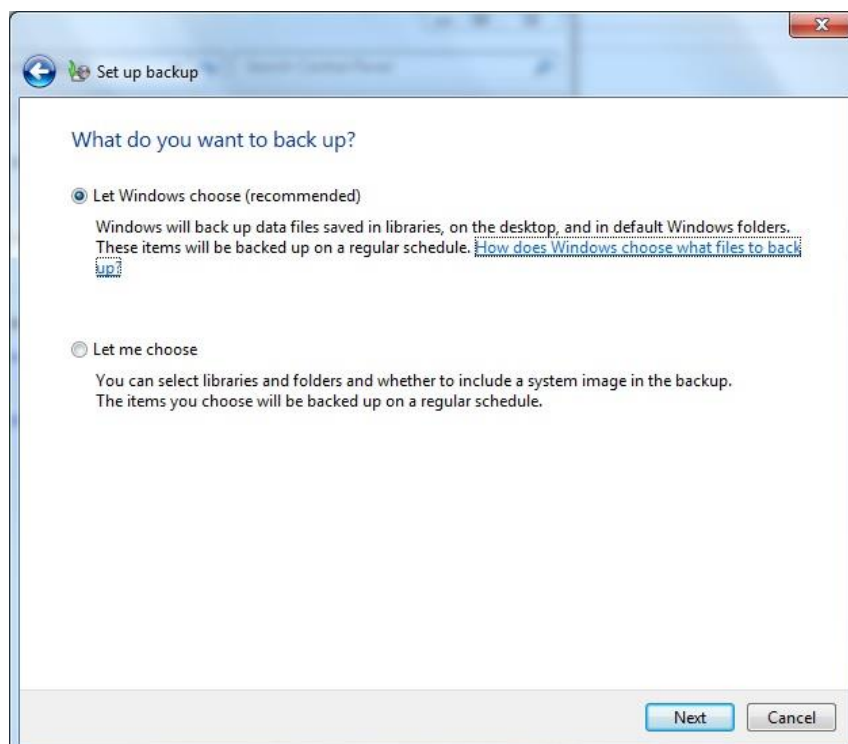 Set up backup
What do you want to back up?
Let Windows choose (recommended)
Windows will back up data files saved in libraries, on the desktop, and in default Windows folders.
These items will be backed up on a regular schedule. How does Windows choose what files to back
up?
Let me choose
You can select libraries and folders and whether to include a system image in the backup.
The items you choose will be backed up on a regular schedule.
Next
Cancel